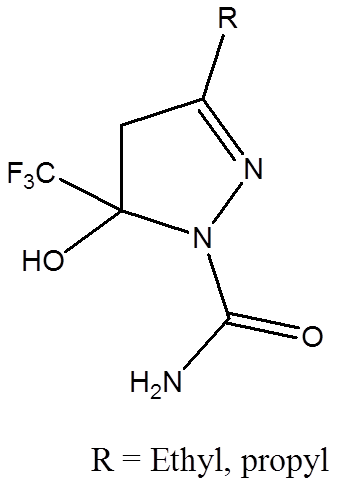 R
F3C
N
HO
N
O
H2N
R = Ethyl, propyl